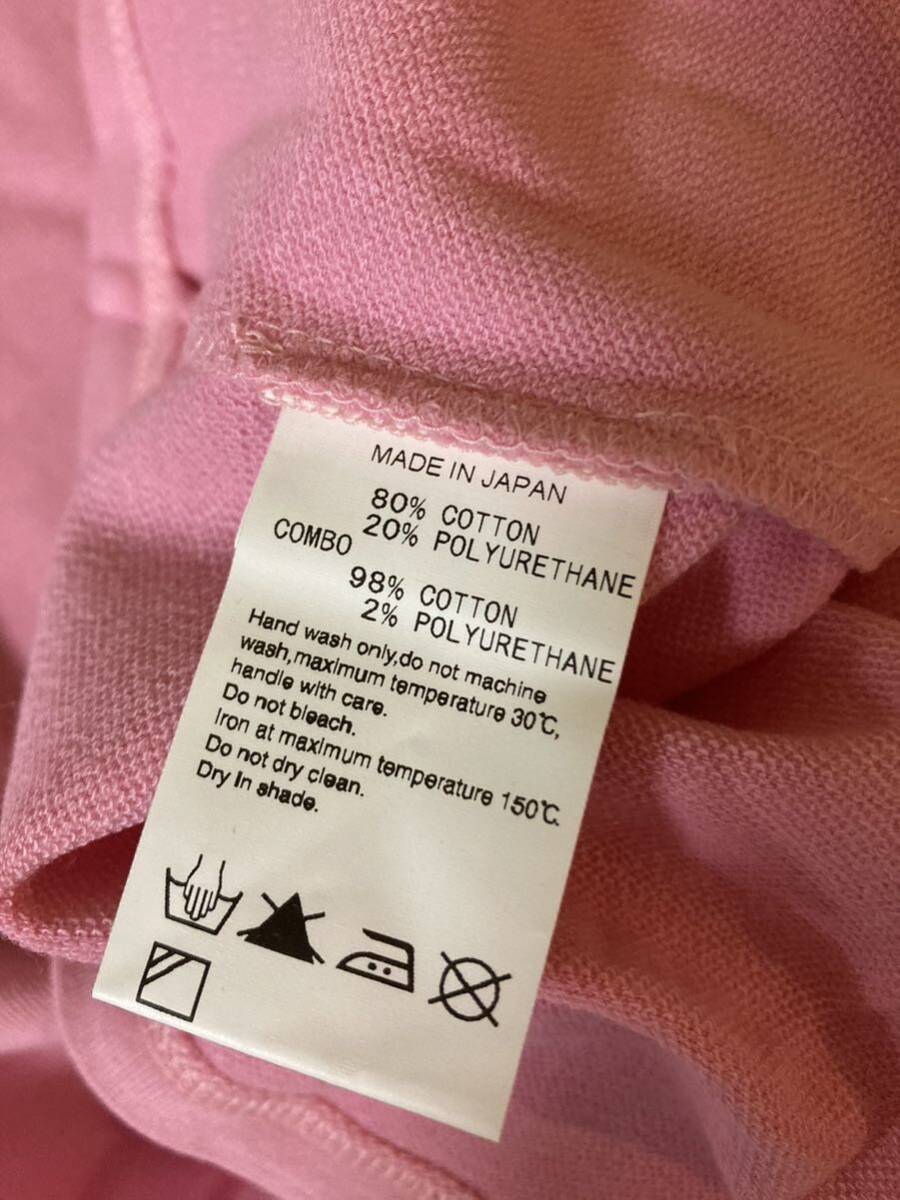 MADE IN JAPAN
80% COTTON
20% POLYURETHANE
COMBO
98% COTTON
2% POLYURETHANE
Hand wash only,do not machine
wash,maximum temperature 30℃,
handle with care.
Do not bleach.
Iron at maximum temperature 150℃.
Do not dry clean.
Dry In shade.